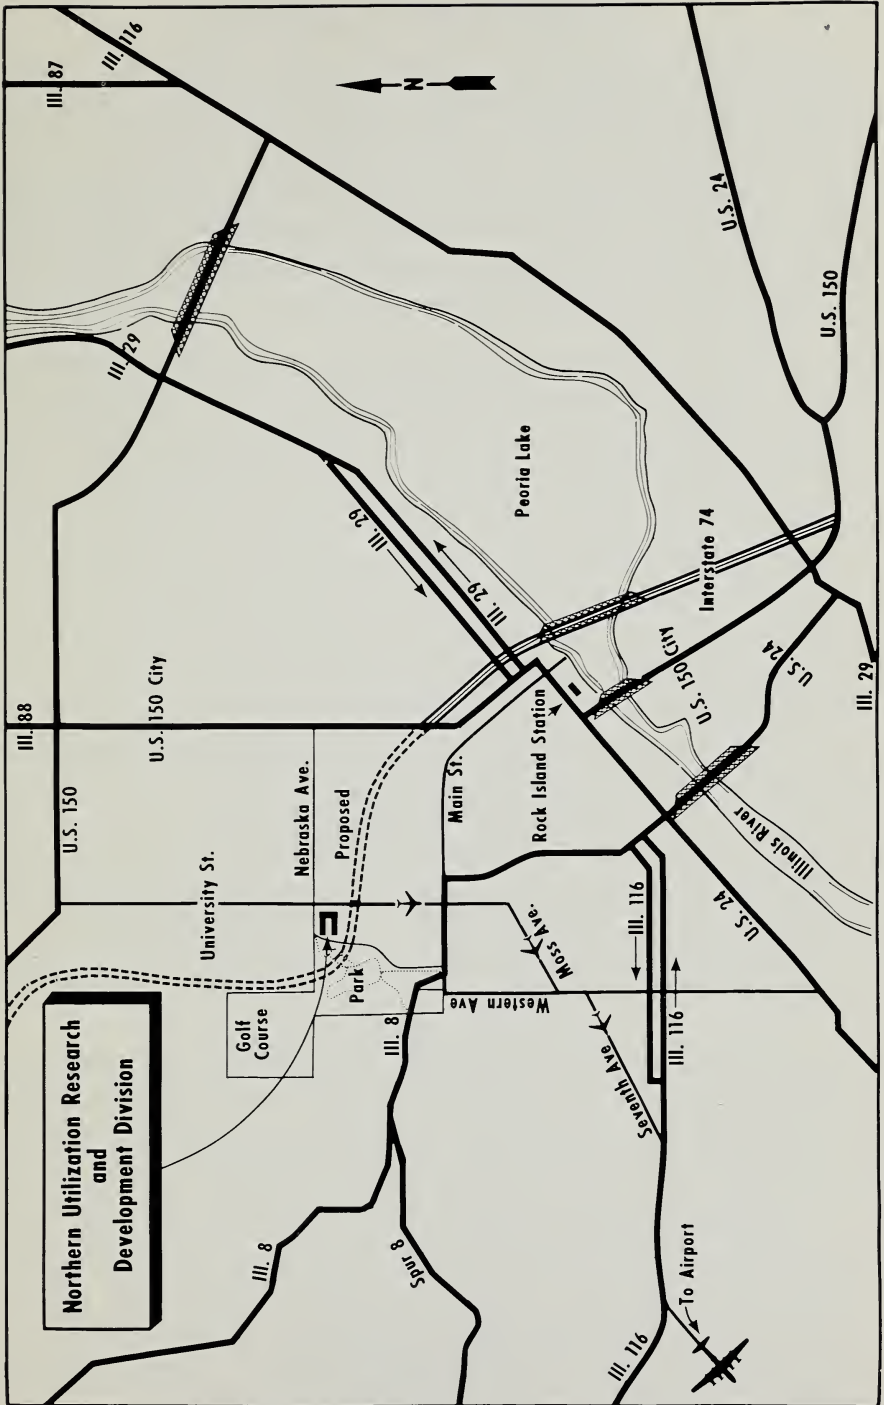 Northern Utilization Research
and
Development Division
Golf
Course
Park
University St.
Nebraska Ave.
Proposed
Main St.
Rock Island Station
Western Ave
Moss Ave.
Seventh Ave
To Airport
Ill. 116
Ill. 116
Ill. 116
Ill. 8
Ill. 8
Spur 8
U.S. 150
Ill. 88
U.S. 150 City
Ill. 29
Ill. 29
Ill. 29
Ill. 87
Ill. 116
N
Peoria Lake
Interstate 74
U.S. 150 City
U.S. 24
Illinois River
U.S. 24
Ill. 29
U.S. 24
U.S. 150